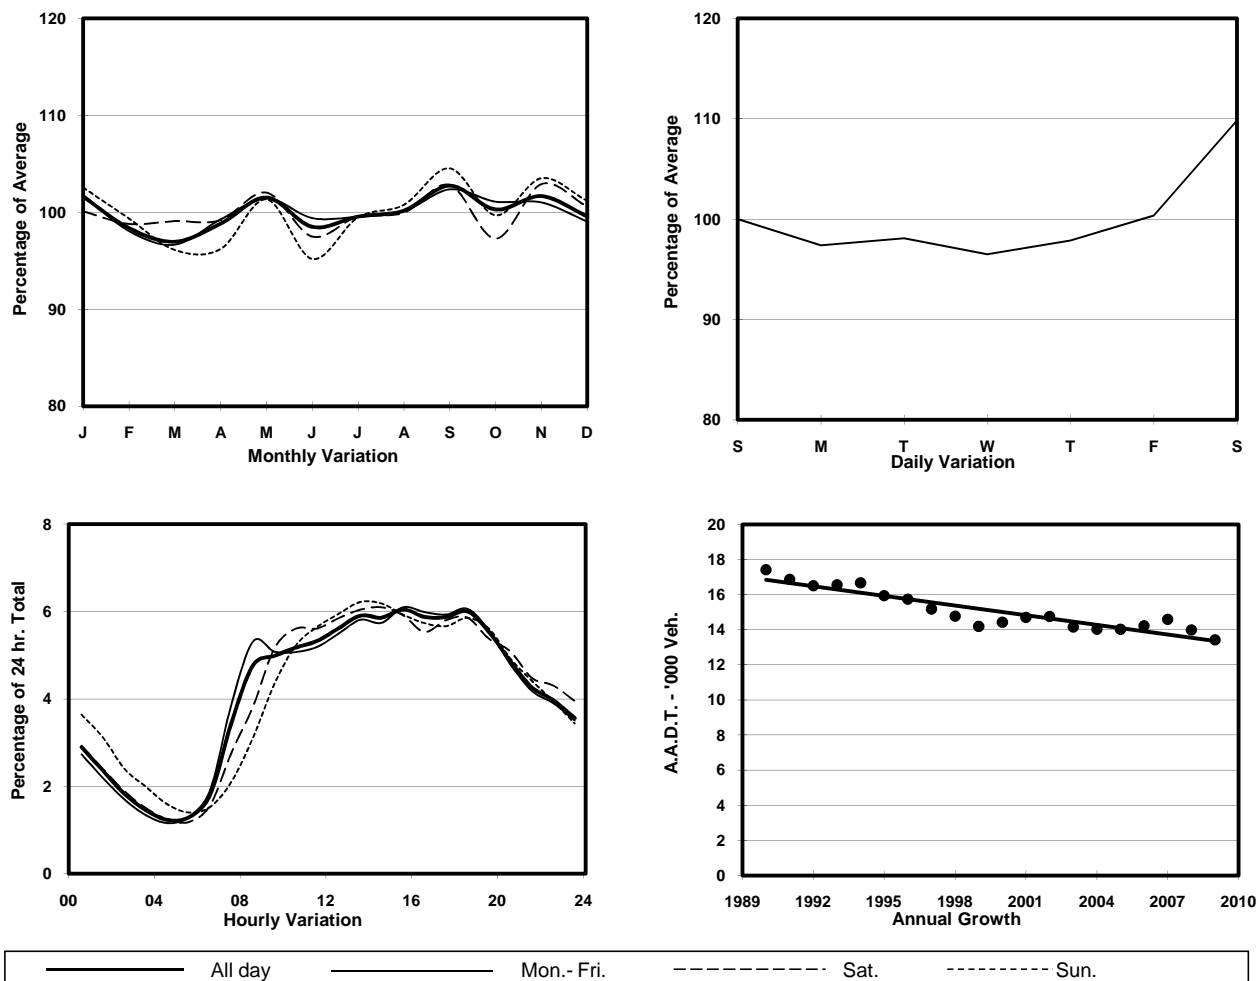 120
110
100
90
80
Percentage of Average
J F M A M J J A S O N D
Monthly Variation
120
110
100
90
80
Percentage of Average
S M T W T F S
Daily Variation
8
6
4
2
0
Percentage of 24 hr. Total
00 04 08 12 16 20 24
Hourly Variation
20
18
16
14
12
10
8
6
4
2
0
A.A.D.T. - '000 Veh.
1989 1992 1995 1998 2001 2004 2007 2010
Annual Growth
All day Mon.- Fri. Sat. Sun.